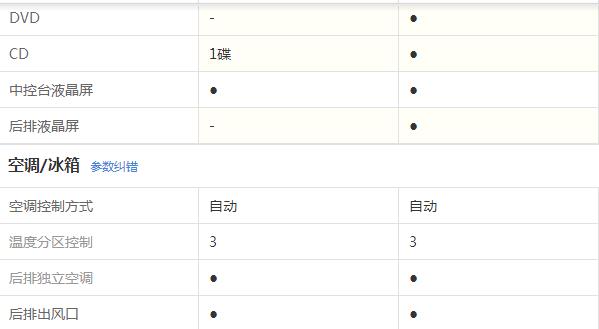 DVD - ●
CD 1碟 ●
中控台液晶屏 ● ●
后排液晶屏 - ●
空调/冰箱 参数纠错
空调控制方式 自动 自动
温度分区控制 3 3
后排独立空调 ● ●
后排出风口 ● ●